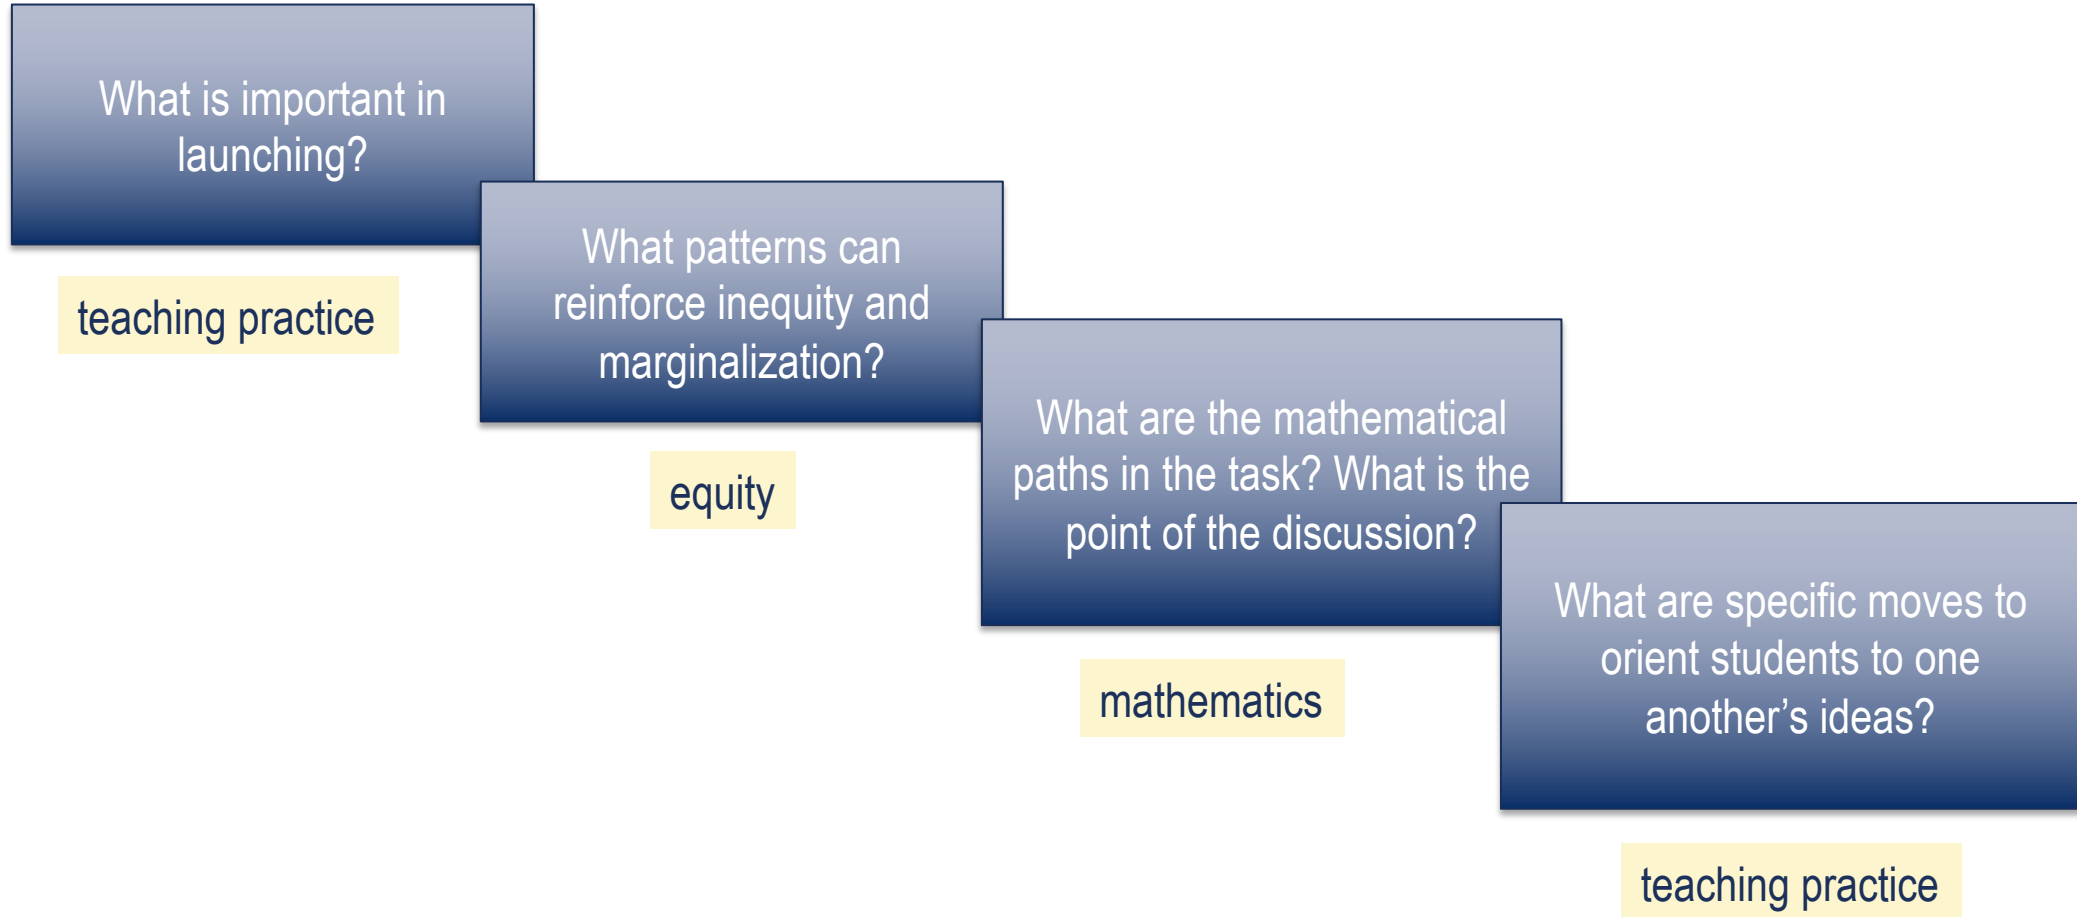 What is important in
launching?
teaching practice
What patterns can
reinforce inequity and
marginalization?
equity
What are the mathematical
paths in the task? What is the
point of the discussion?
mathematics
What are specific moves to
orient students to one
another’s ideas?
teaching practice